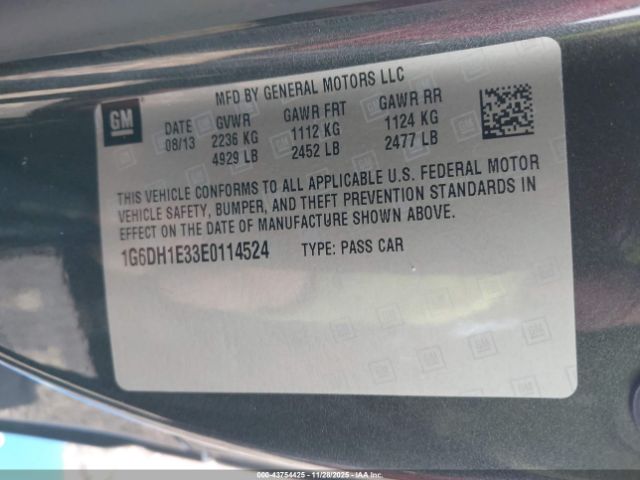 MFD BY GENERAL MOTORS LLC
GM
DATE GVWR GAWR FRT GAWR RR
08/13 2236 KG 1112 KG 1124 KG
4929 LB 2452 LB 2477 LB
THIS VEHICLE CONFORMS TO ALL APPLICABLE U.S. FEDERAL MOTOR
VEHICLE SAFETY, BUMPER, AND THEFT PREVENTION STANDARDS IN
EFFECT ON THE DATE OF MANUFACTURE SHOWN ABOVE.
1G6DH1E33E0114524 TYPE: PASS CAR
000-43754425 - 11/28/2025 - IAA Inc.